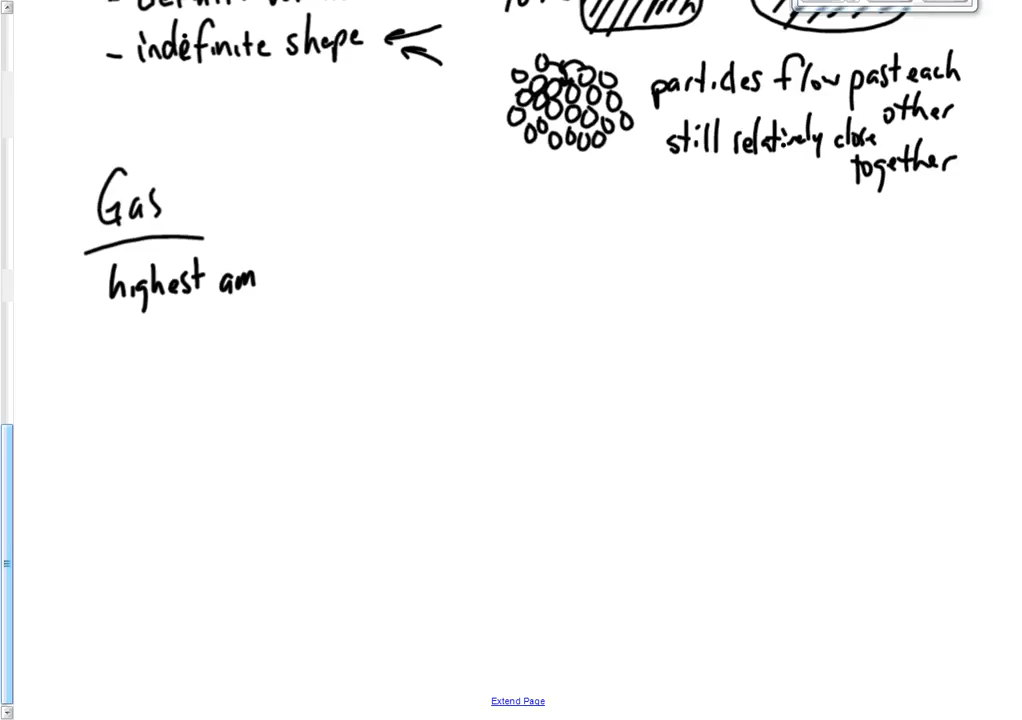 - indefinite shape
particles flow past each
other
still relatively close
together
Gas
highest am
Extend Page